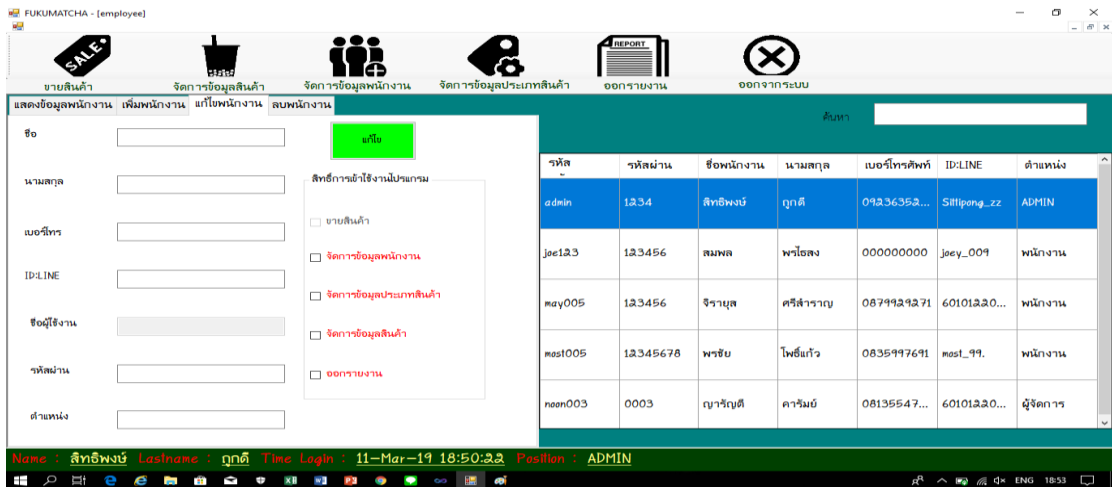 FUKUMATCHA - [employee]
SALE REPORT
ขายสินค้า จัดการข้อมูลสินค้า จัดการข้อมูลพนักงาน จัดการข้อมูลประเภทสินค้า ออกรายงาน ออกจากระบบ
แสดงข้อมูลพนักงาน เพิ่มพนักงาน แก้ไขพนักงาน ลบพนักงาน
ค้นหา
ชื่อ
แก้ไข
นามสกุล
เบอร์โทร
ID:LINE
ชื่อผู้ใช้งาน
รหัสผ่าน
ตำแหน่ง
สิทธิ์การเข้าใช้งานโปรแกรม
ขายสินค้า
จัดการข้อมูลพนักงาน
จัดการข้อมูลประเภทสินค้า
จัดการข้อมูลสินค้า
ออกรายงาน
รหัส รหัสผ่าน ชื่อพนักงาน นามสกุล เบอร์โทรศัพท์ ID:LINE ตำแหน่ง
admin 1234 สิทธิพงษ์ ถูกดี 09236352... Sittipong_zz ADMIN
joe123 123456 สมพล พรไธสง 000000000 joey_009 พนักงาน
may005 123456 จิรายุส ศรีสำราญ 0879929271 60101220... พนักงาน
most005 12345678 พรชัย โพธิ์แก้ว 0835997691 most_99. พนักงาน
noon003 0003 ญารัญตี คารัมย์ 08135547... 60101220... ผู้จัดการ
Name : สิทธิพงษ์ Lastname : ถูกดี Time Login : 11-Mar-19 18:50:22 Position : ADMIN
ENG 18:53